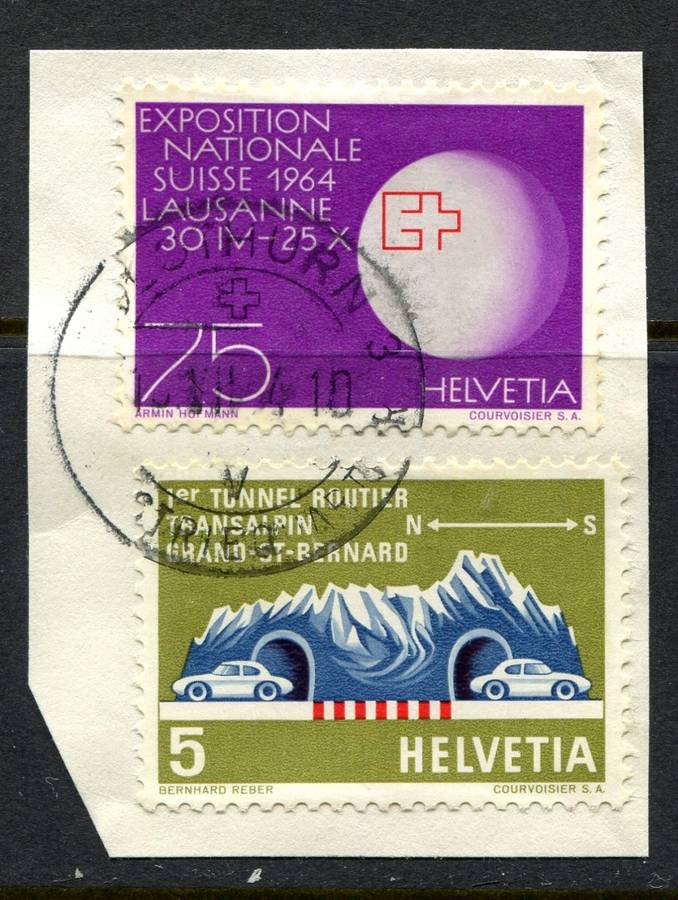 EXPOSITION
NATIONALE
SUISSE 1964
LAUSANNE
30 IV-25 X
75
HELVETIA
ARMIN HOFMANN
COURVOISIER S.A.
1er TUNNEL ROUTIER
TRANSALPIN
GRAND-ST-BERNARD
N S
5
HELVETIA
BERNHARD REBER
COURVOISIER S.A.